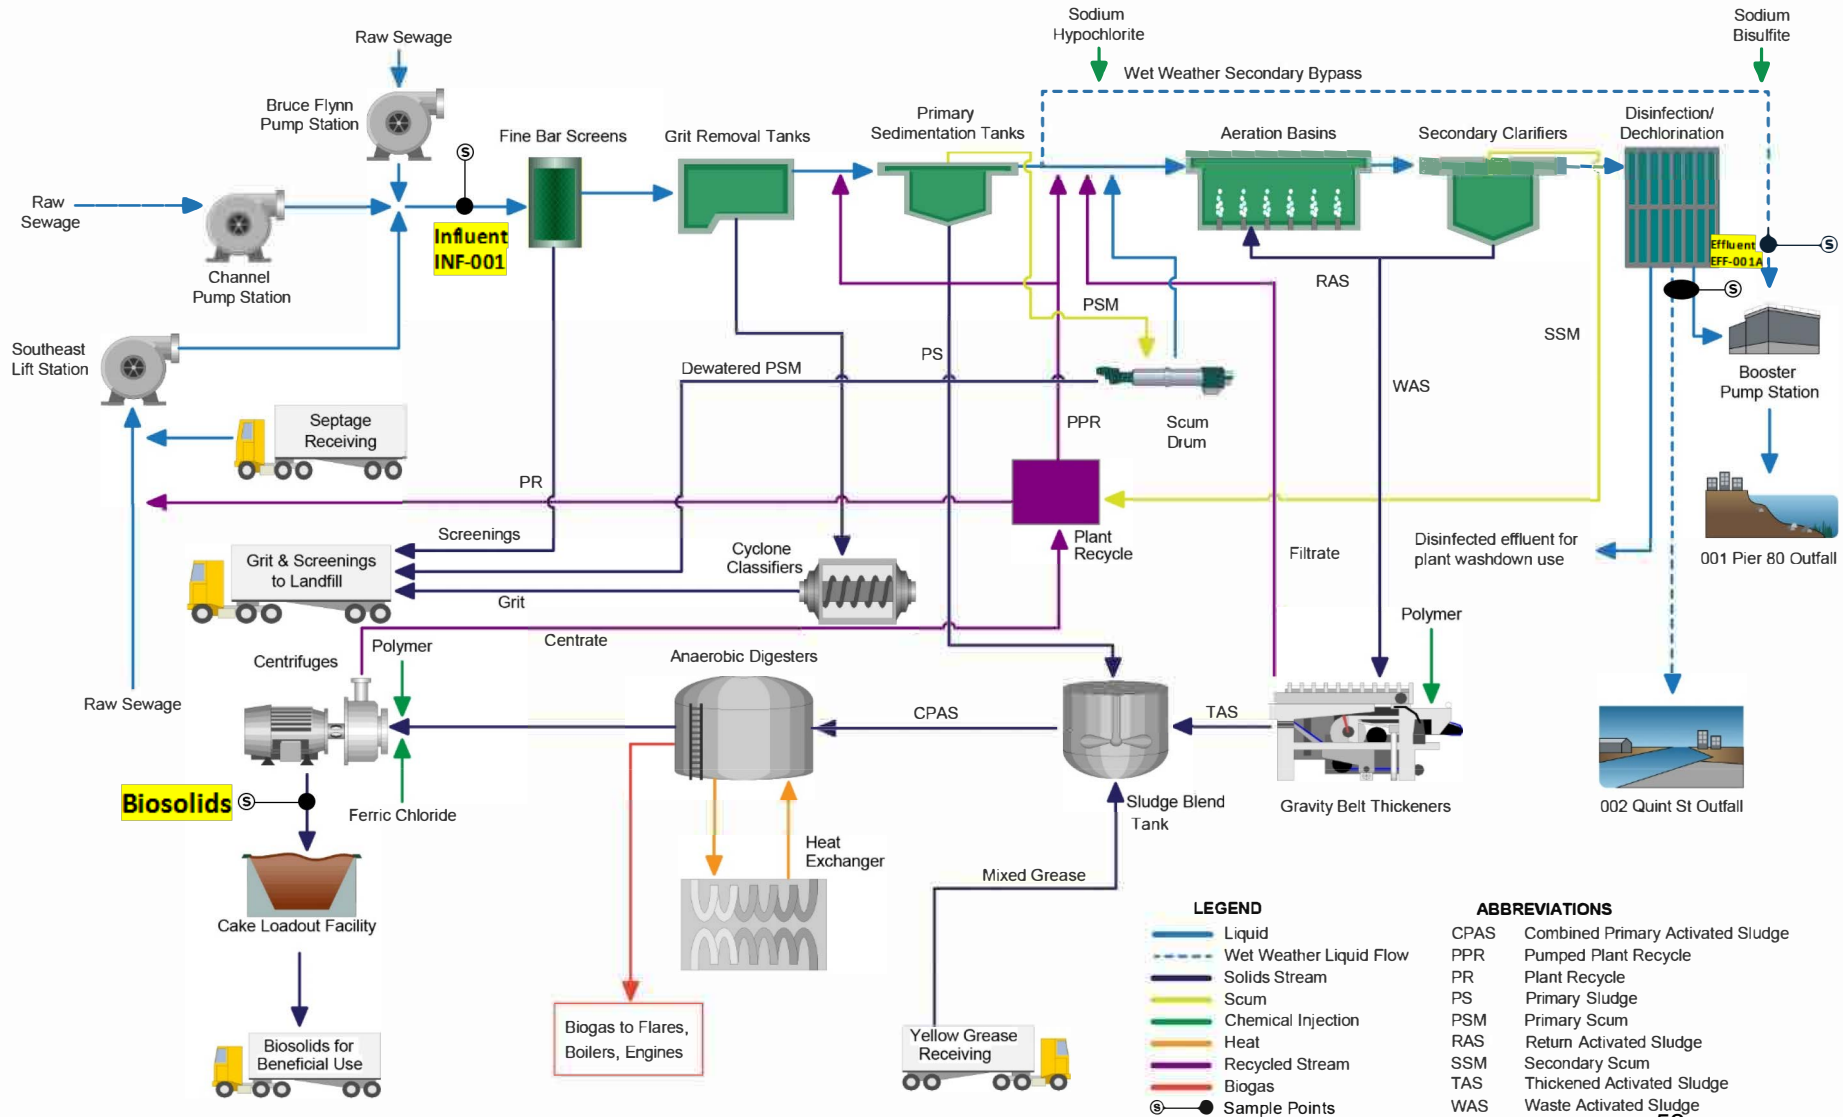 Raw Sewage
Sodium
Hypochlorite
Sodium
Bisulfite
Wet Weather Secondary Bypass
Bruce Flynn
Pump Station
Fine Bar Screens
Grit Removal Tanks
Primary
Sedimentation Tanks
Aeration Basins
Secondary Clarifiers
Disinfection/
Dechlorination
S
Raw
Sewage
Influent
INF-001
Effluent
EFF-001A
S
S
Channel
Pump Station
RAS
PSM
SSM
Southeast
Lift Station
PS
Dewatered PSM
WAS
Booster
Pump Station
Septage
Receiving
PPR
Scum
Drum
PR
Screenings
Plant
Recycle
Cyclone
Classifiers
Filtrate
Disinfected effluent for
plant washdown use
001 Pier 80 Outfall
Grit & Screenings
to Landfill
Grit
Centrate
Polymer
Polymer
Centrifuges
Anaerobic Digesters
Raw Sewage
CPAS
TAS
Biosolids
S
Ferric Chloride
Sludge Blend
Tank
Gravity Belt Thickeners
002 Quint St Outfall
Heat
Exchanger
Mixed Grease
Cake Loadout Facility
Biogas to Flares,
Boilers, Engines
Yellow Grease
Receiving
Biosolids for
Beneficial Use
LEGEND
Liquid
Wet Weather Liquid Flow
Solids Stream
Scum
Chemical Injection
Heat
Recycled Stream
Biogas
S Sample Points
ABBREVIATIONS
CPAS Combined Primary Activated Sludge
PPR Pumped Plant Recycle
PR Plant Recycle
PS Primary Sludge
PSM Primary Scum
RAS Return Activated Sludge
SSM Secondary Scum
TAS Thickened Activated Sludge
WAS Waste Activated Sludge